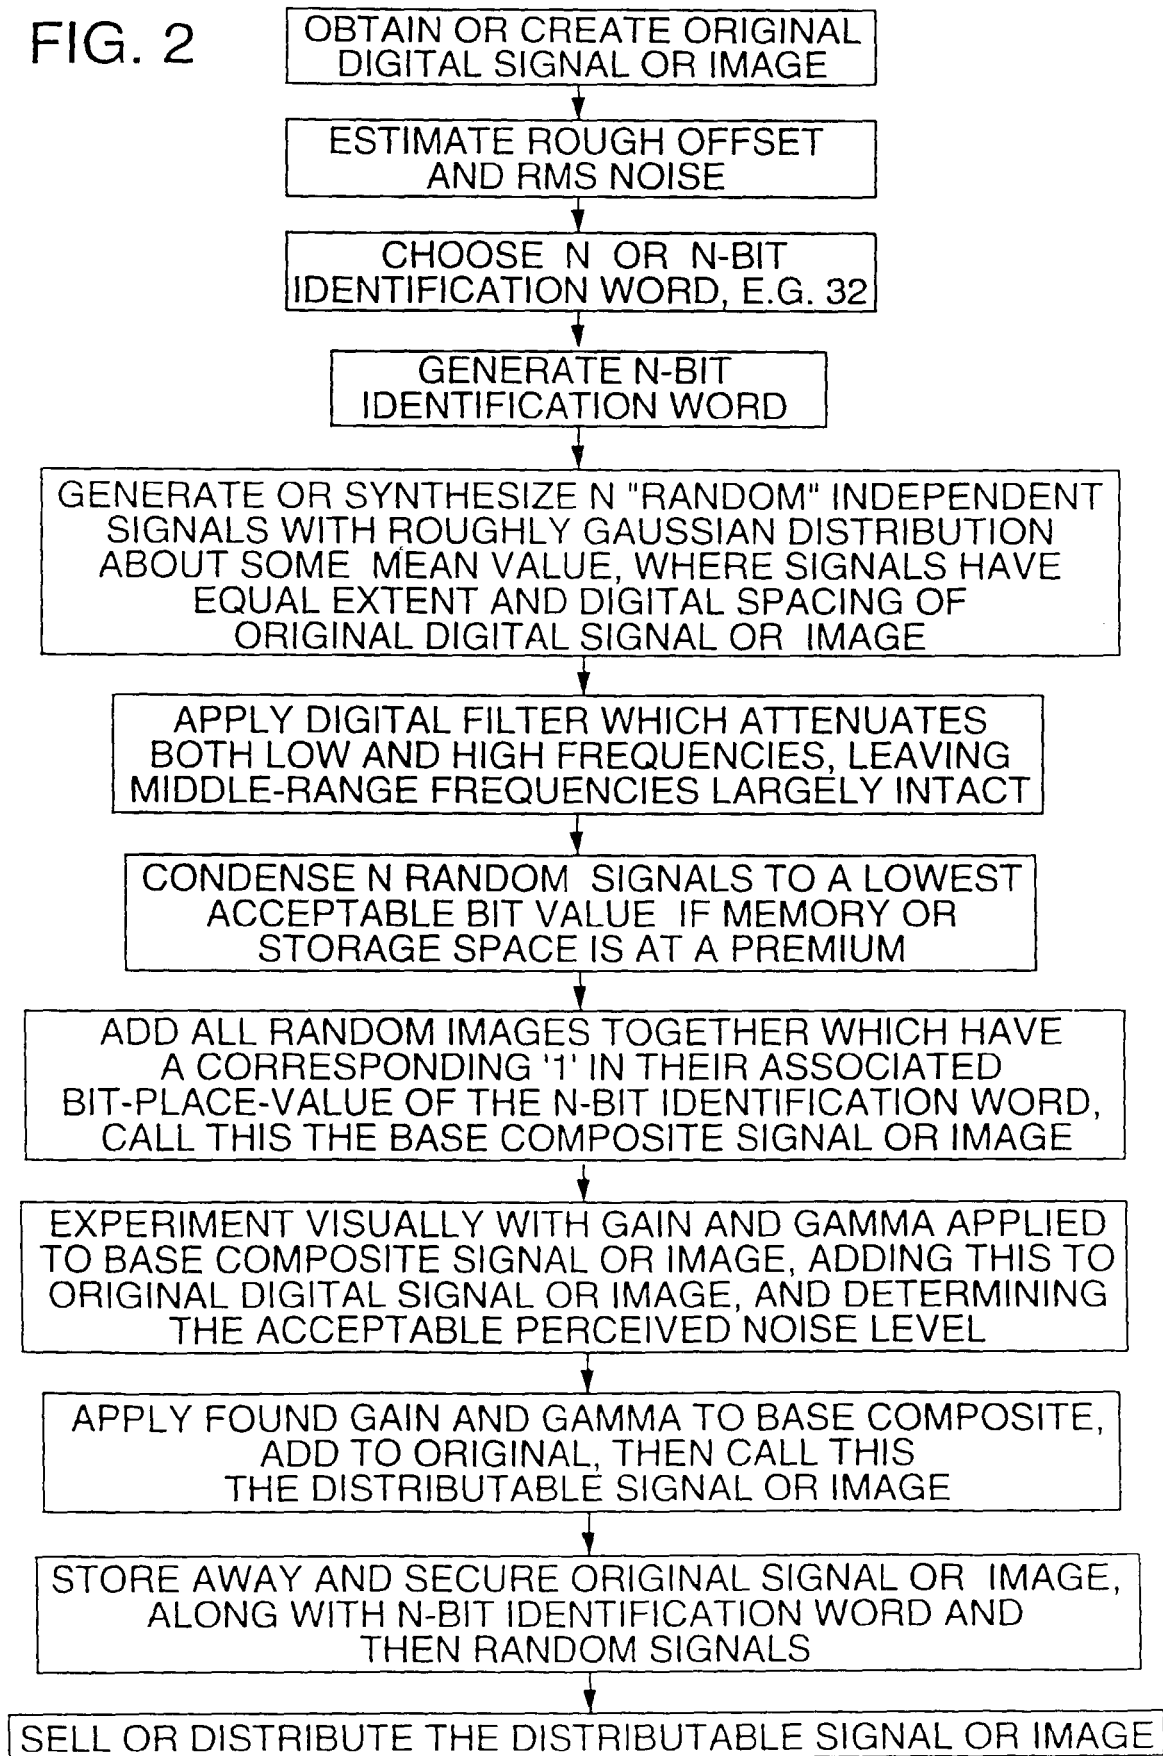 FIG. 2
OBTAIN OR CREATE ORIGINAL
DIGITAL SIGNAL OR IMAGE
ESTIMATE ROUGH OFFSET
AND RMS NOISE
CHOOSE N OR N-BIT
IDENTIFICATION WORD, E.G. 32
GENERATE N-BIT
IDENTIFICATION WORD
GENERATE OR SYNTHESIZE N "RANDOM" INDEPENDENT
SIGNALS WITH ROUGHLY GAUSSIAN DISTRIBUTION
ABOUT SOME MEAN VALUE, WHERE SIGNALS HAVE
EQUAL EXTENT AND DIGITAL SPACING OF
ORIGINAL DIGITAL SIGNAL OR IMAGE
APPLY DIGITAL FILTER WHICH ATTENUATES
BOTH LOW AND HIGH FREQUENCIES, LEAVING
MIDDLE-RANGE FREQUENCIES LARGELY INTACT
CONDENSE N RANDOM SIGNALS TO A LOWEST
ACCEPTABLE BIT VALUE IF MEMORY OR
STORAGE SPACE IS AT A PREMIUM
ADD ALL RANDOM IMAGES TOGETHER WHICH HAVE
A CORRESPONDING '1' IN THEIR ASSOCIATED
BIT-PLACE-VALUE OF THE N-BIT IDENTIFICATION WORD,
CALL THIS THE BASE COMPOSITE SIGNAL OR IMAGE
EXPERIMENT VISUALLY WITH GAIN AND GAMMA APPLIED
TO BASE COMPOSITE SIGNAL OR IMAGE, ADDING THIS TO
ORIGINAL DIGITAL SIGNAL OR IMAGE, AND DETERMINING
THE ACCEPTABLE PERCEIVED NOISE LEVEL
APPLY FOUND GAIN AND GAMMA TO BASE COMPOSITE,
ADD TO ORIGINAL, THEN CALL THIS
THE DISTRIBUTABLE SIGNAL OR IMAGE
STORE AWAY AND SECURE ORIGINAL SIGNAL OR IMAGE,
ALONG WITH N-BIT IDENTIFICATION WORD AND
THEN RANDOM SIGNALS
SELL OR DISTRIBUTE THE DISTRIBUTABLE SIGNAL OR IMAGE